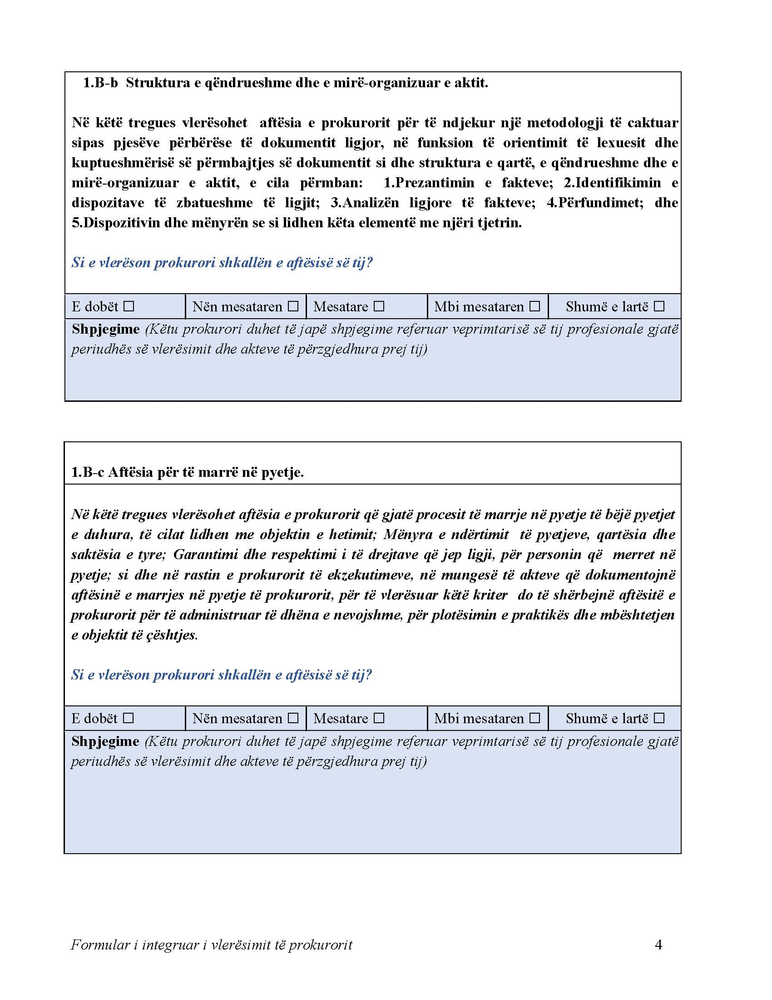 1.B-b  Struktura e qëndrueshme dhe e mirë-organizuar e aktit.
Në këtë tregues vlerësohet  aftësia e prokurorit për të ndjekur një metodologji të caktuar
sipas pjesëve përbërëse të dokumentit ligjor, në funksion të orientimit të lexuesit dhe
kuptueshmërisë së përmbajtjes së dokumentit si dhe struktura e qartë, e qëndrueshme dhe e
mirë-organizuar e aktit, e cila përmban:  1.Prezantimin e fakteve; 2.Identifikimin e
dispozitave të zbatueshme të ligjit; 3.Analizën ligjore të fakteve; 4.Përfundimet; dhe
5.Dispozitivin dhe mënyrën se si lidhen këta elementë me njëri tjetrin.
Si e vlerëson prokurori shkallën e aftësisë së tij?
E dobët ☐ Nën mesataren ☐ Mesatare ☐ Mbi mesataren ☐ Shumë e lartë ☐
Shpjegime (Këtu prokurori duhet të japë shpjegime referuar veprimtarisë së tij profesionale gjatë
periudhës së vlerësimit dhe akteve të përzgjedhura prej tij)
1.B-c Aftësia për të marrë në pyetje.
Në këtë tregues vlerësohet aftësia e prokurorit që gjatë procesit të marrje në pyetje të bëjë pyetjet
e duhura, të cilat lidhen me objektin e hetimit; Mënyra e ndërtimit  të pyetjeve, qartësia dhe
saktësia e tyre; Garantimi dhe respektimi i të drejtave që jep ligji, për personin që  merret në
pyetje; si dhe në rastin e prokurorit të ekzekutimeve, në mungesë të akteve që dokumentojnë
aftësinë e marrjes në pyetje të prokurorit, për të vlerësuar këtë kriter  do të shërbejnë aftësitë e
prokurorit për të administruar të dhëna e nevojshme, për plotësimin e praktikës dhe mbështetjen
e objektit të çështjes.
Si e vlerëson prokurori shkallën e aftësisë së tij?
E dobët ☐ Nën mesataren ☐ Mesatare ☐ Mbi mesataren ☐ Shumë e lartë ☐
Shpjegime (Këtu prokurori duhet të japë shpjegime referuar veprimtarisë së tij profesionale gjatë
periudhës së vlerësimit dhe akteve të përzgjedhura prej tij)
Formular i integruar i vlerësimit të prokurorit 4